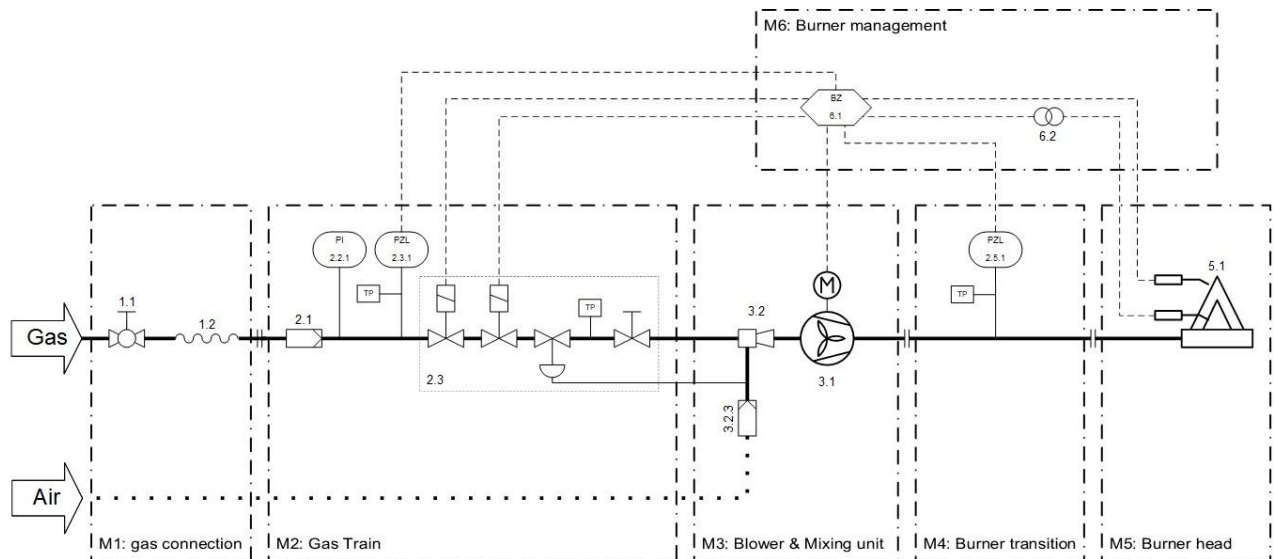 M6: Burner management
BZ
6.1
6.2
PI
2.2.1
PZL
2.3.1
PZL
2.5.1
5.1
TP
TP
TP
1.1
1.2
2.1
3.2
M
Gas
2.3
3.1
3.2.3
Air
M1: gas connection
M2: Gas Train
M3: Blower & Mixing unit
M4: Burner transition
M5: Burner head